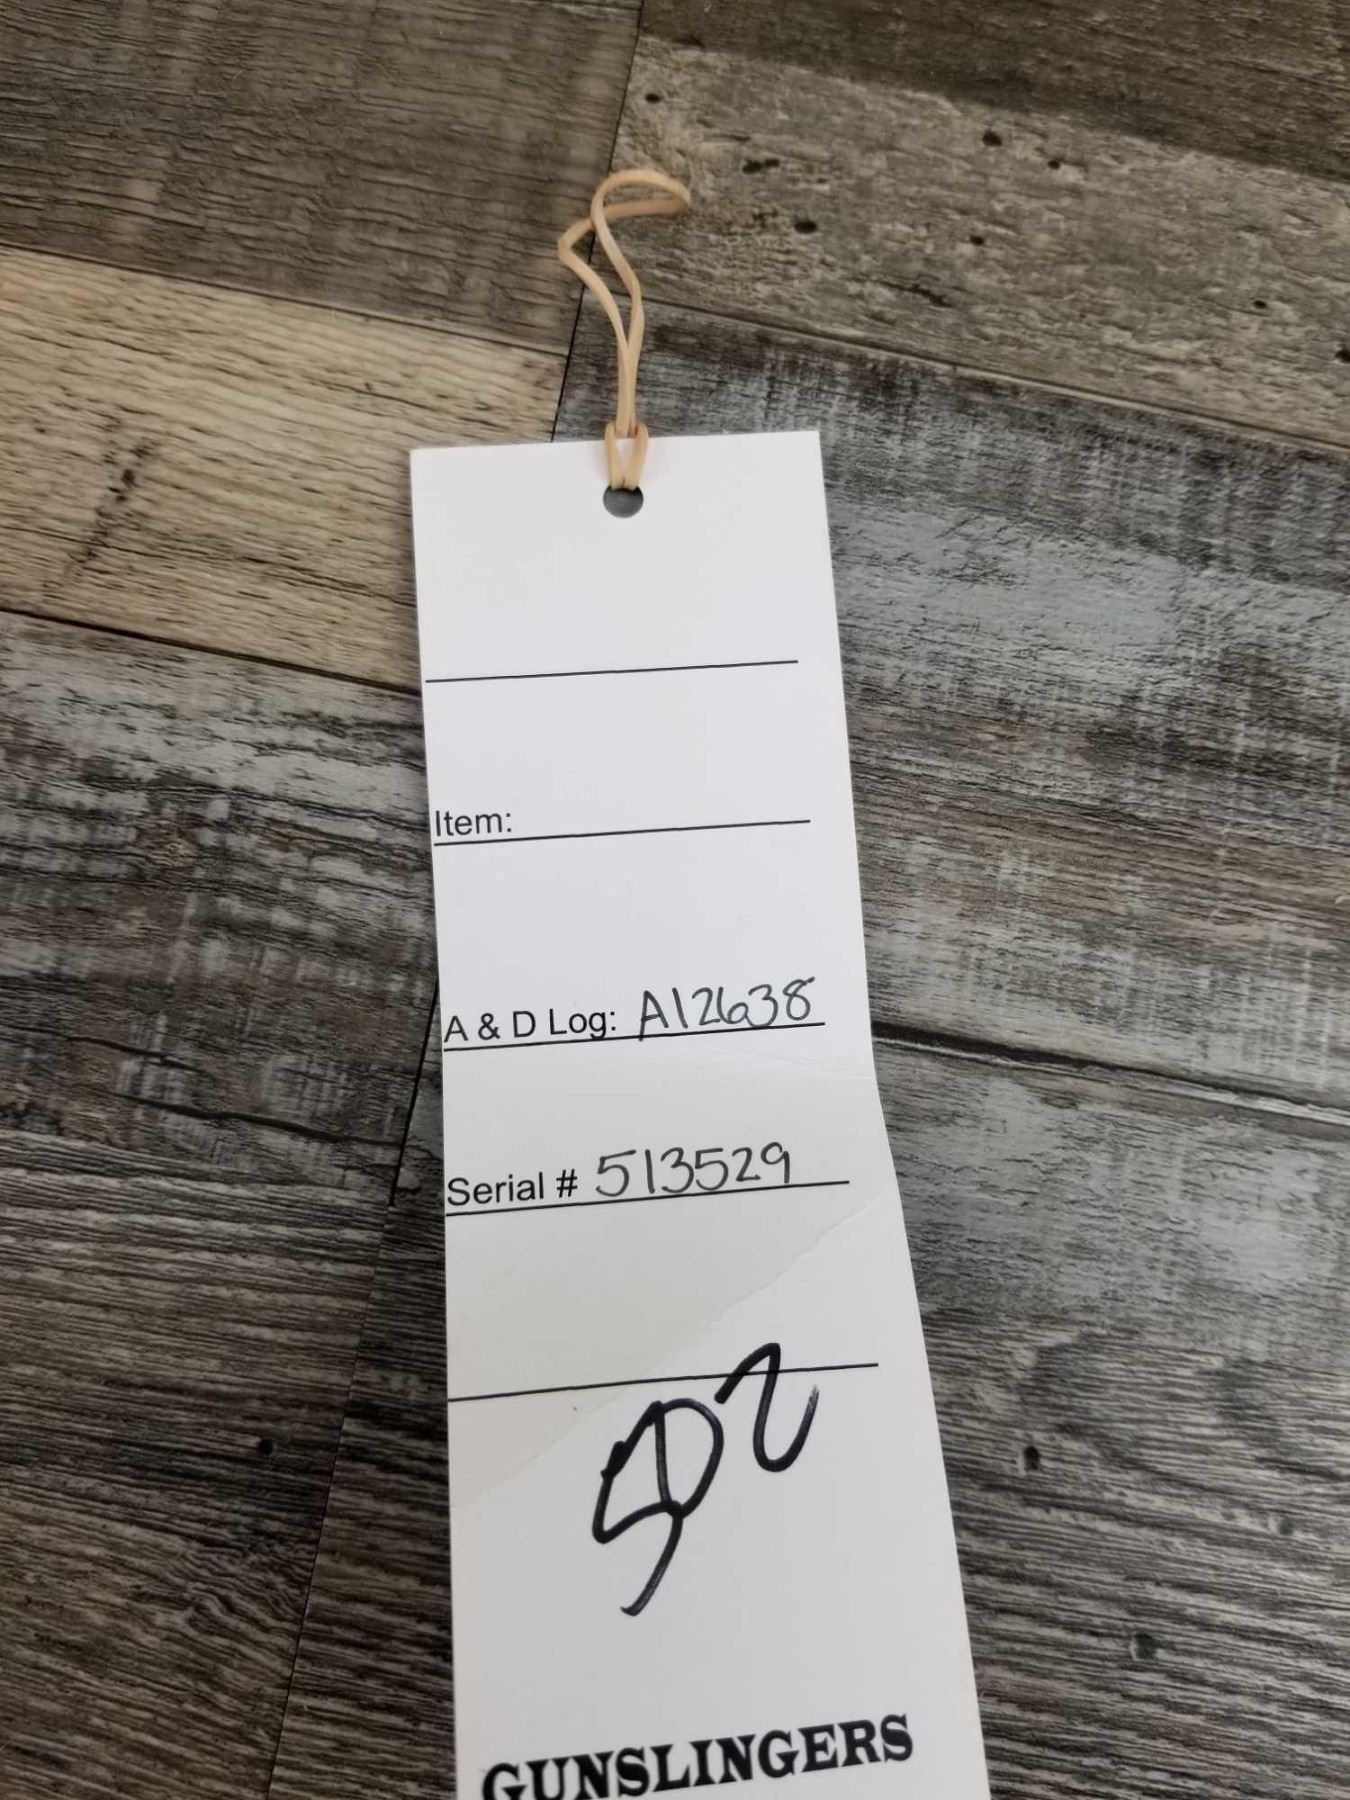 Item:
A & D Log: A12638
Serial # 513529
GUNSLINGERS